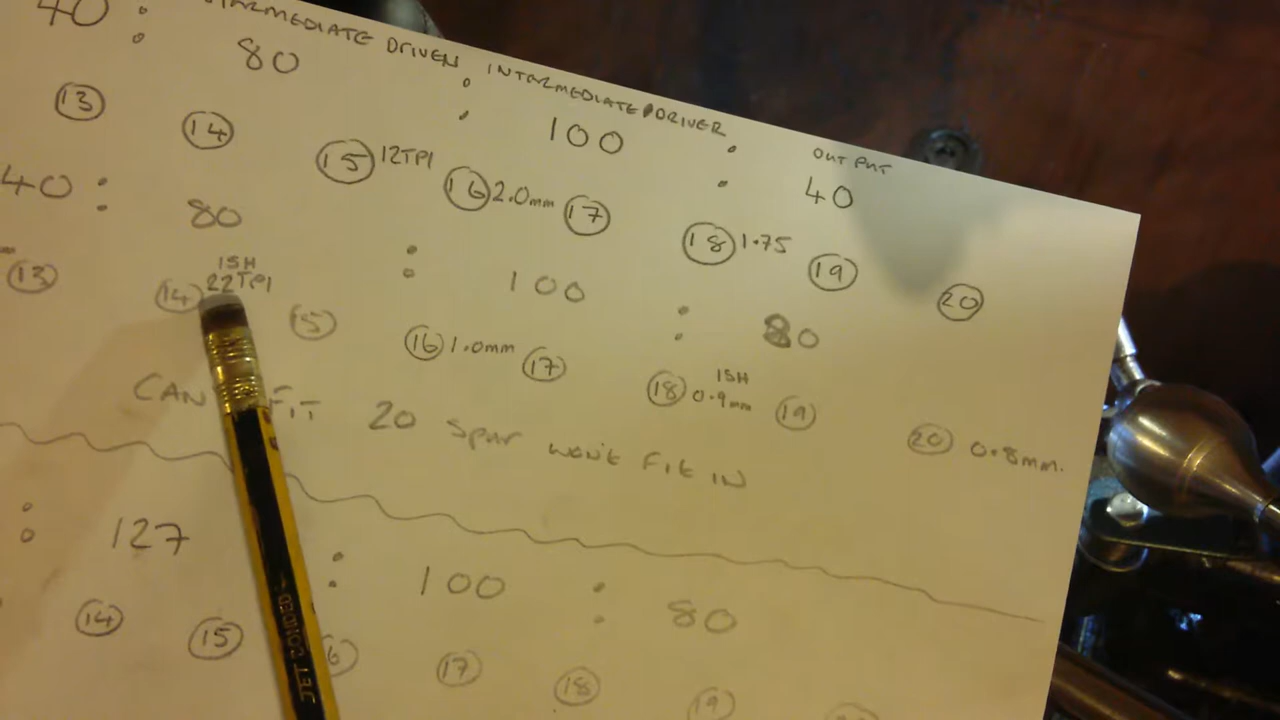 INTERMEDIATE DRIVEN INTERMEDIATE DRIVER OUTPUT
40 : 80 : 100 : 40
13 14 15 12TPI 16 2.0mm 17 18 1.75 19 20
40 : 80 : 100 : 80
13 14 ISH 22TPI 15 16 1.0mm 17 18 ISH 0.9mm 19 20 0.8mm.
FIT 20 Spur won't FIT IN
: 127 : 100 : 80
14 15 17 18 19